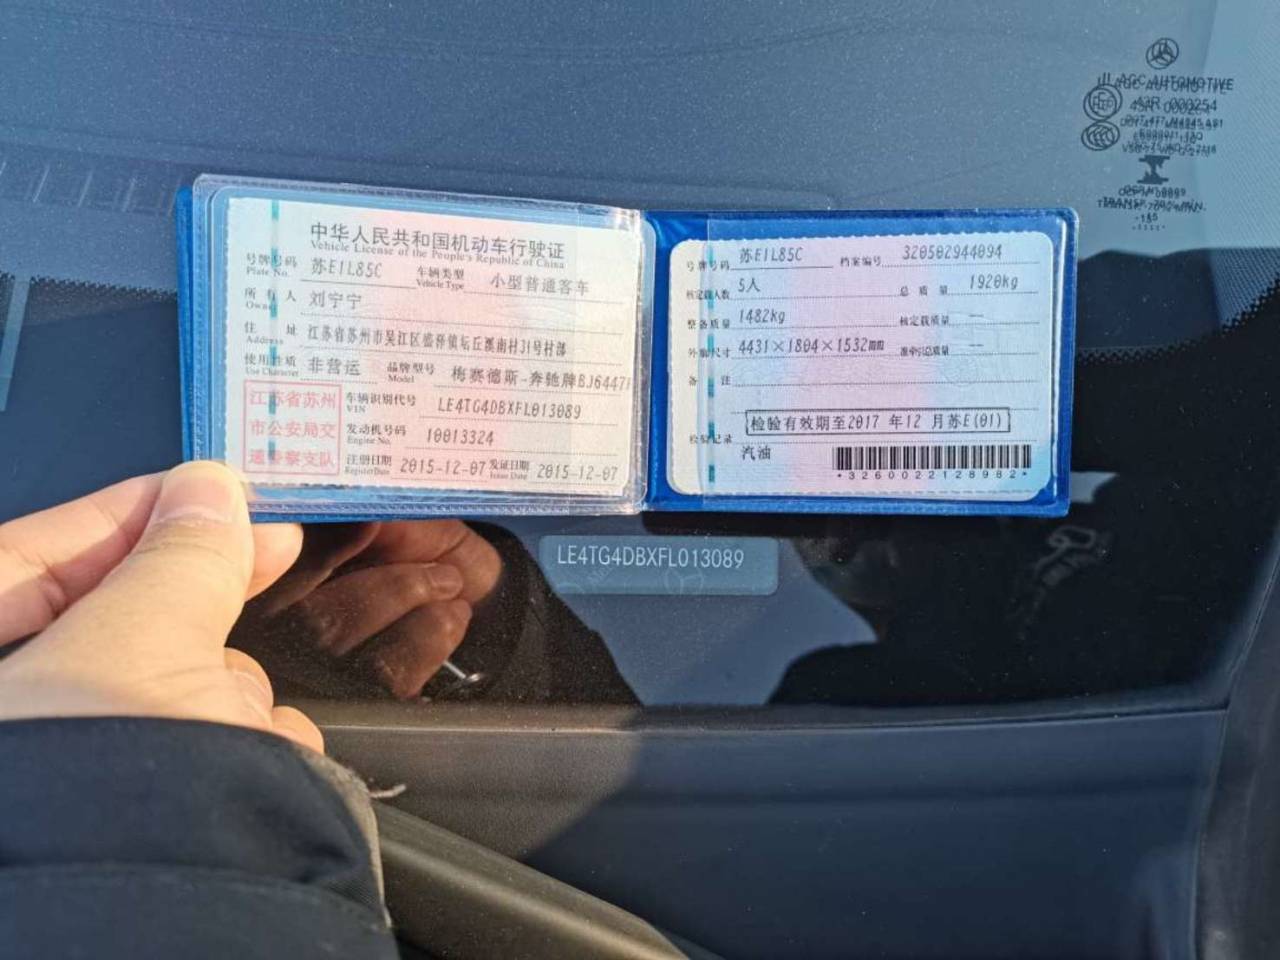 中华人民共和国机动车行驶证
Vehicle License of the People's Republic of China
号牌号码 苏E1L85C 车辆类型 小型普通客车
Plate No. Vehicle Type
所有人 刘宁宁
Owner
住址 江苏省苏州市吴江区盛泽镇坛丘南村31号村部
Address
使用性质 非营运 品牌型号 梅赛德斯-奔驰牌BJ6447
Use Character Model
江苏省苏州
市公安局交
通警察支队
车辆识别代号 LE4TG4DBXFL013089
VIN
发动机号码 10013324
Engine No.
注册日期 2015-12-07 发证日期 2015-12-07
Register Date Issue Date
号牌号码 苏E1L85C 档案编号 320502944094
核定载人数 5人 总质量 1920kg
整备质量 1482kg 核定载质量 —
外廓尺寸 4431×1804×1532mm 准牵引总质量 —
备注
检验有效期至2017年12月苏E(01)
检验记录
汽油
*3260022128982*
LE4TG4DBXFL013089
AGC AUTOMOTIVE
43R 000254